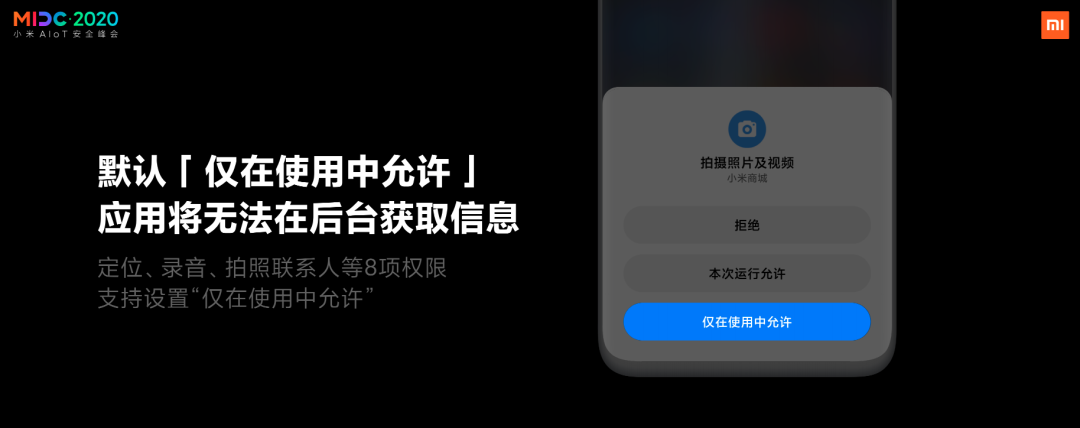 MIDC·2020
小米 AIoT 安全峰会
mi
默认「仅在使用中允许」
应用将无法在后台获取信息
定位、录音、拍照联系人等8项权限
支持设置“仅在使用中允许”
拍摄照片及视频
小米商城
拒绝
本次运行允许
仅在使用中允许